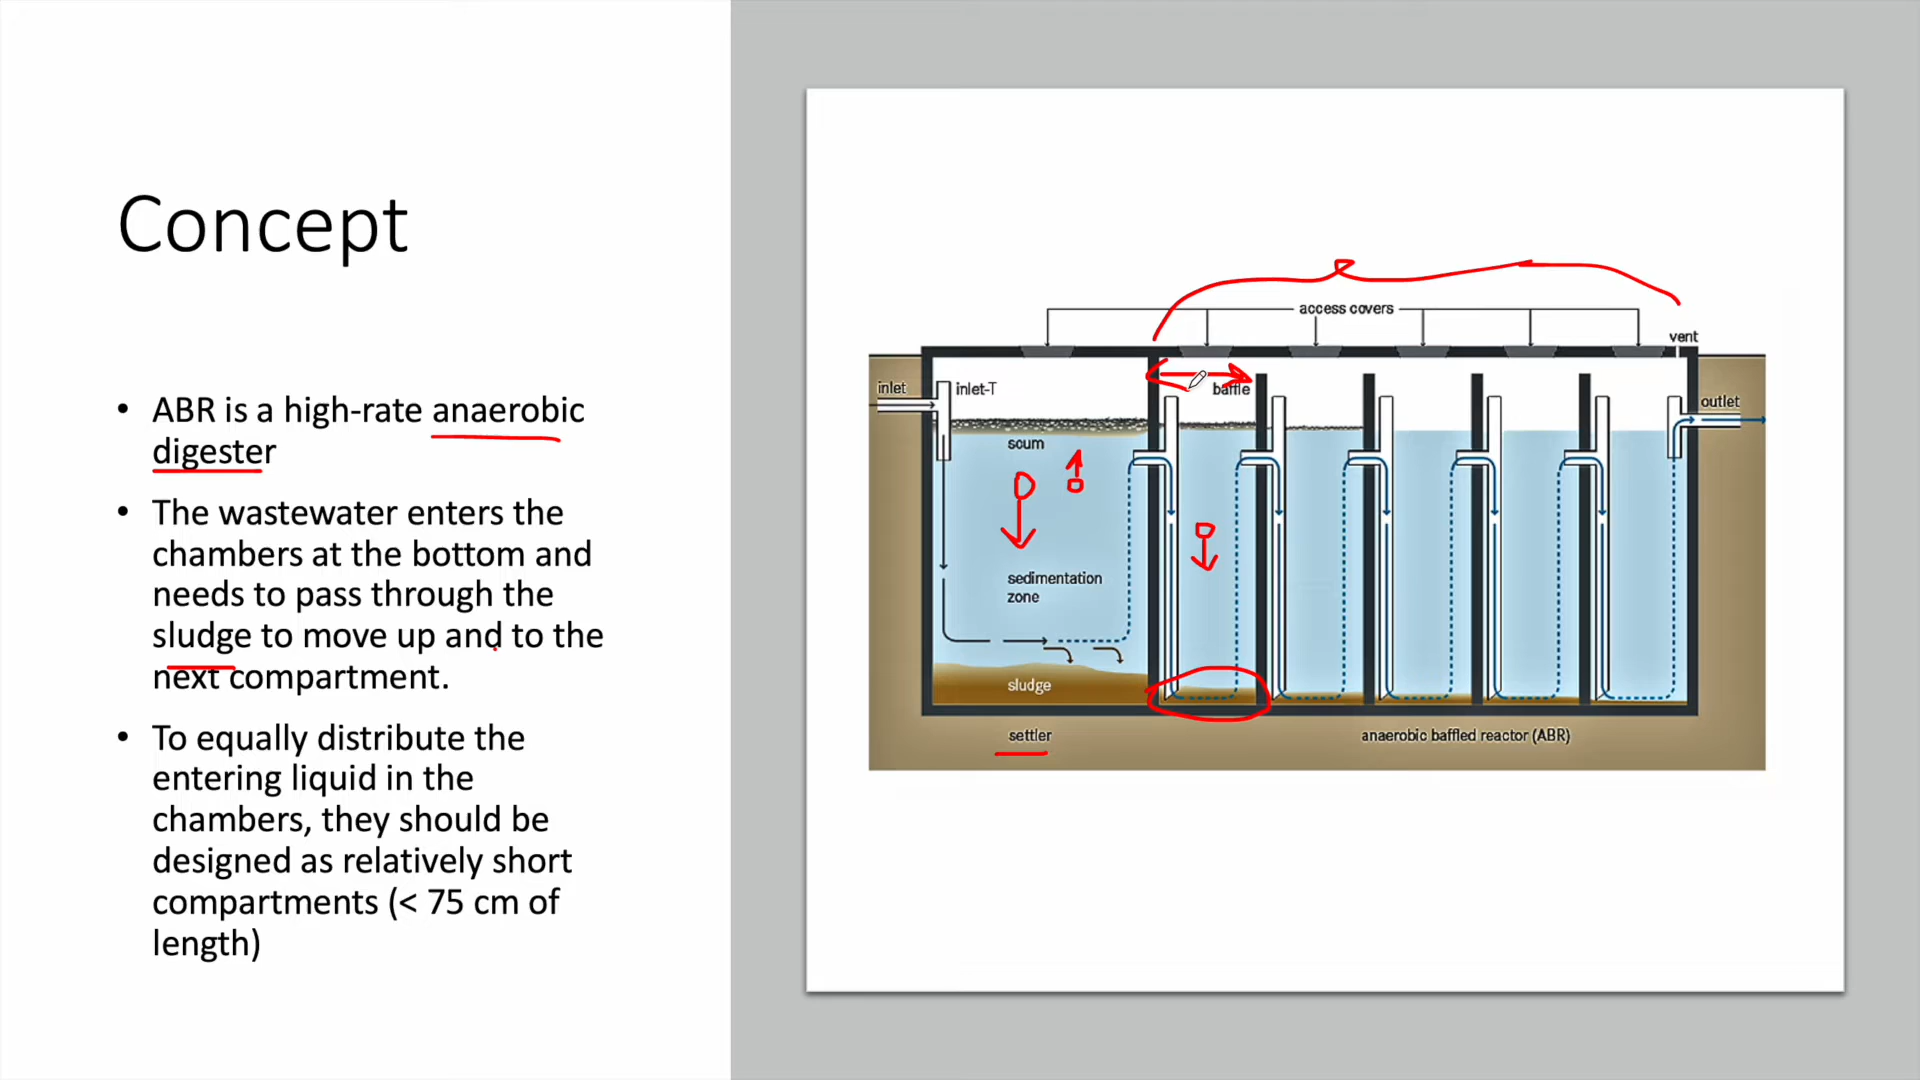 Concept
• ABR is a high-rate anaerobic
digester
• The wastewater enters the
chambers at the bottom and
needs to pass through the
sludge to move up and to the
next compartment.
• To equally distribute the
entering liquid in the
chambers, they should be
designed as relatively short
compartments (< 75 cm of
length)
access covers
vent
inlet
inlet-T
baffle
outlet
scum
sedimentation
zone
sludge
settler
anaerobic baffled reactor (ABR)